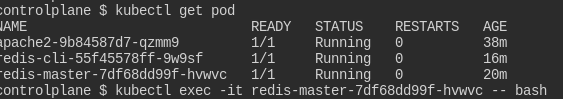 controlplane $ kubectl get pod
NAME READY STATUS RESTARTS AGE
apache2-9b84587d7-qzmm9 1/1 Running 0 38m
redis-cli-55f45578ff-9w9sf 1/1 Running 0 16m
redis-master-7df68dd99f-hvwvc 1/1 Running 0 20m
controlplane $ kubectl exec -it redis-master-7df68dd99f-hvwvc -- bash